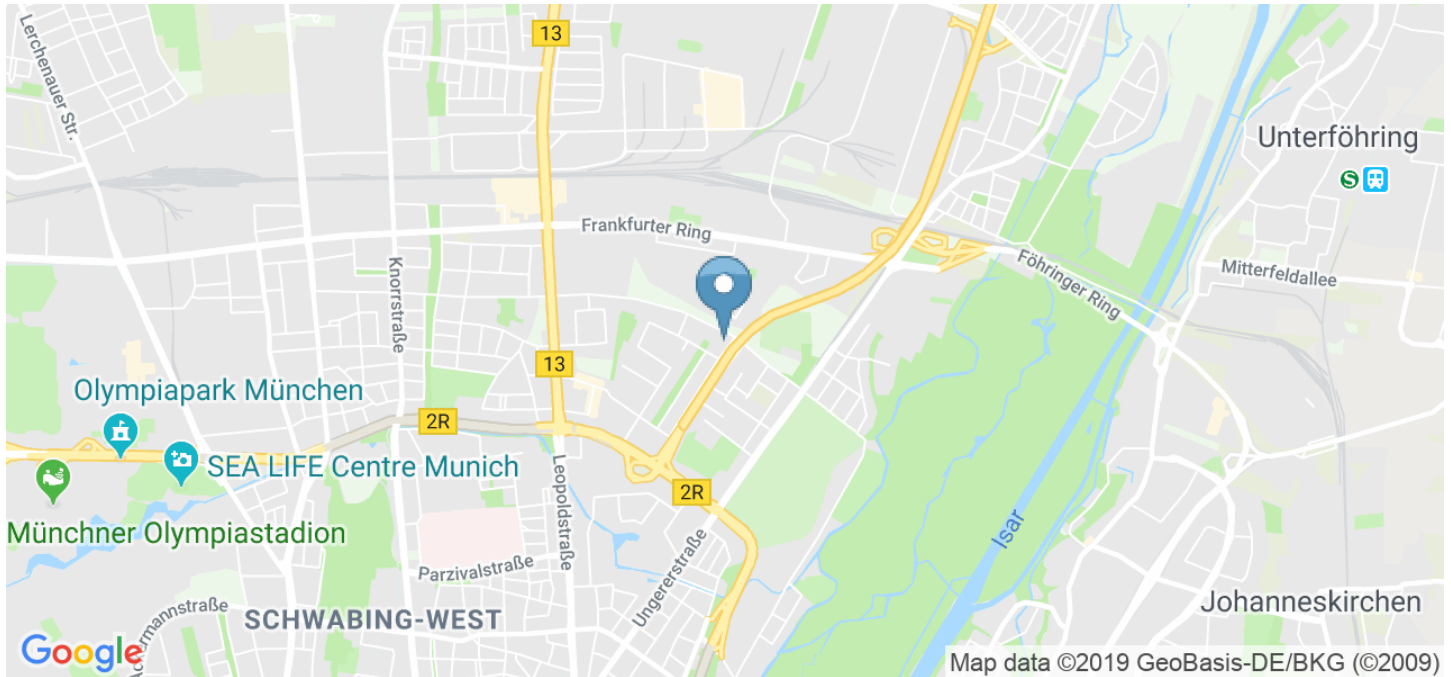 Lerchenauer Str.
13
Unterföhring
S
Frankfurter Ring
Knorrstraße
Föhringer Ring
Mitterfeldallee
13
Olympiapark München
2R
SEA LIFE Centre Munich
Leopoldstraße
2R
Münchner Olympiastadion
Isar
Parzivalstraße
Ungererstraße
Ackermannstraße
SCHWABING-WEST
Johanneskirchen
Google
Map data ©2019 GeoBasis-DE/BKG (©2009)